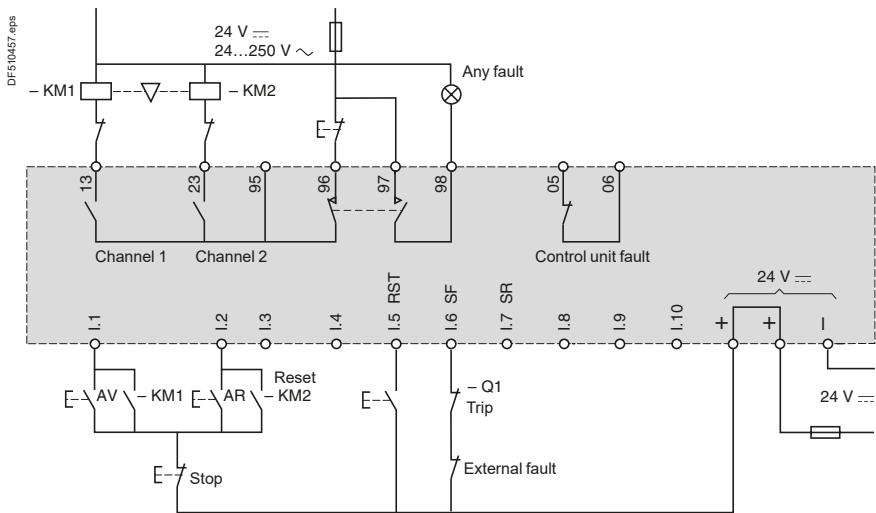 DF510457.eps
24 V ⎓
24…250 V ∼
Any fault
– KM1
– KM2
13
23
95
96
97
98
05
06
Channel 1
Channel 2
Control unit fault
24 V ⎓
I.1
I.2
I.3
I.4
I.5 RST
I.6 SF
I.7 SR
I.8
I.9
I.10
+
+
I
Reset
AV
– KM1
AR
– KM2
– Q1
Trip
24 V ⎓
Stop
External fault